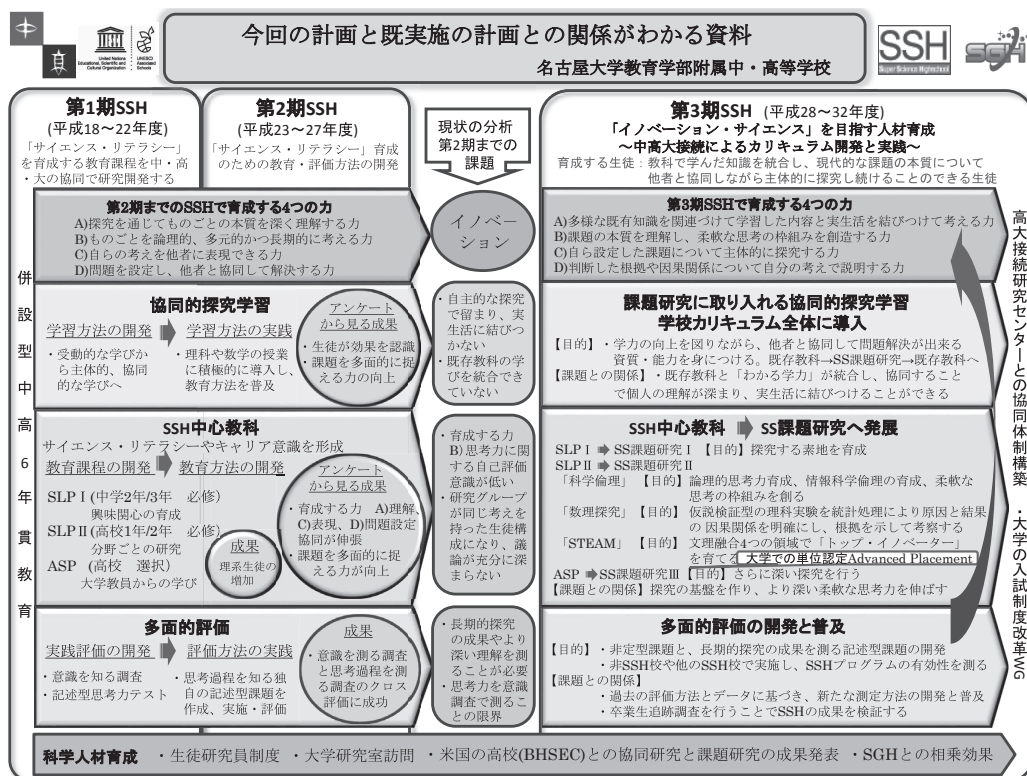 今回の計画と既実施の計画との関係がわかる資料
名古屋大学教育学部附属中・高等学校
United Nations
Educational, Scientific and
Cultural Organization
UNESCO
Associated
Schools
SSH
Super Science Highschool
SGH
第1期SSH
(平成18～22年度)
「サイエンス・リテラシー」
を育成する教育課程を中・高
・大の協同で研究開発する
第2期SSH
(平成23～27年度)
「サイエンス・リテラシー」育成
のための教育・評価方法の開発
現状の分析
第2期までの
課題
第3期SSH (平成28～32年度)
「イノベーション・サイエンス」を目指す人材育成
～中高大接続によるカリキュラム開発と実践～
育成する生徒：教科で学んだ知識を統合し、現代的な課題の本質について
他者と協同しながら主体的に探究し続けることのできる生徒
併設型中高6年貫教育
第2期までのSSHで育成する4つの力
A)探究を通じてものごとの本質を深く理解する力
B)ものごとを論理的、多元的かつ長期的に考える力
C)自らの考えを他者に表現できる力
D)問題を設定し、他者と協同して解決する力
イノベー
ション
第3期SSHで育成する4つの力
A)多様な既有知識を関連づけて学習した内容と実生活を結びつけて考える力
B)課題の本質を理解し、柔軟な思考の枠組みを創造する力
C)自ら設定した課題について主体的に探究する力
D)判断した根拠や因果関係について自分の考えで説明する力
協同的探究学習
学習方法の開発 学習方法の実践
・受動的な学びか
ら主体的、協同
的な学びへ
・理科や数学の授業
に積極的に導入し、
教育方法を普及
アンケート
から見る成果
・生徒が効果を認識
・課題を多面的に捉
える力の向上
・自主的な探究
で留まり、実
生活に結びつ
かない
・既存教科の学
びを統合でき
ていない
課題研究に取り入れる協同的探究学習
学校カリキュラム全体に導入
【目的】・学力の向上を図りながら、他者と協同して問題解決が出来る
資質・能力を身につける。既存教科→SS課題研究→既存教科へ
【課題との関係】・既存教科と「わかる学力」が統合し、協同すること
で個人の理解が深まり、実生活に結びつけることができる
SSH中心教科
サイエンス・リテラシーやキャリア意識を形成
教育課程の開発 教育方法の開発
SLPⅠ(中学2年/3年 必修)
興味関心の育成
SLPⅡ(高校1年/2年 必修)
分野ごとの研究
ASP (高校 選択)
大学教員からの学び
成果
理系生徒の
増加
アンケート
から見る成果
・育成する力 A)理解、
C)表現、D)問題設定
協同が伸張
・課題を多面的に捉
える力が向上
・育成する力
B)思考力に関
する自己評価
意識が低い
・研究グループ
が同じ考えを
持った生徒構
成になり、議
論が充分に深
まらない
SSH中心教科 SS課題研究へ発展
SLPⅠ SS課題研究Ⅰ 【目的】探究する素地を育成
SLPⅡ SS課題研究Ⅱ
「科学倫理」【目的】論理的思考力育成、情報科学倫理の育成、柔軟な
思考の枠組みを創る
「数理探究」【目的】仮説検証型の理科実験を統計処理により原因と結果
の因果関係を明確にし、根拠を示して考察する
「STEAM」【目的】文理融合4つの領域で「トップ・イノベーター」
を育てる 大学での単位認定Advanced Placement
ASP SS課題研究Ⅲ【目的】さらに深い探究を行う
【課題との関係】探究の基盤を作り、より深い柔軟な思考力を伸ばす
多面的評価
実践評価の開発 評価方法の実践
・意識を知る調査
・記述型思考力テスト
・思考過程を知る独
自の記述型課題を
作成、実施・評価
成果
・意識を測る調査
と思考過程を測
る調査のクロス
評価に成功
・長期的探究
の成果やより
深い理解を測
ることが必要
・思考力を意識
調査で測るこ
との限界
多面的評価の開発と普及
【目的】・非定型課題と、長期的探究の成果を測る記述型課題の開発
・非SSH校や他のSSH校で実施し、SSHプログラムの有効性を測る
【課題との関係】
・過去の評価方法とデータに基づき、新たな測定方法の開発と普及
・卒業生追跡調査を行うことでSSHの成果を検証する
高大接続研究センターとの協同体制構築 ・大学の入試制度改革WG
科学人材育成 ・生徒研究員制度 ・大学研究室訪問 ・米国の高校(BHSEC)との協同研究と課題研究の成果発表 ・SGHとの相乗効果